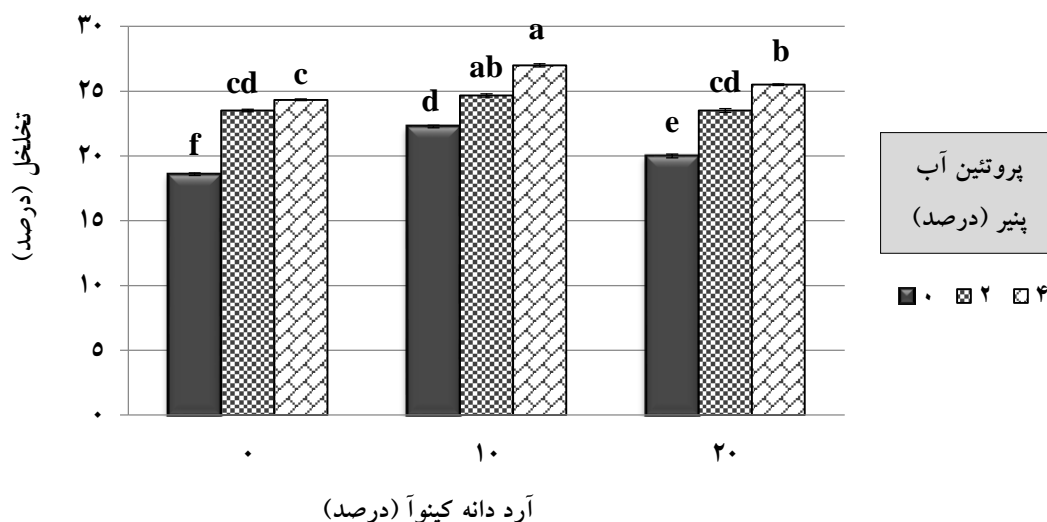 ۳۰
۲۵
۲۰
۱۵
۱۰
۵
۰
تخلخل (درصد)
f
cd
c
d
ab
a
e
cd
b
۰
۱۰
۲۰
آرد دانه کینوآ (درصد)
پروتئین آب
پنیر (درصد)
۰ ۲ ۴